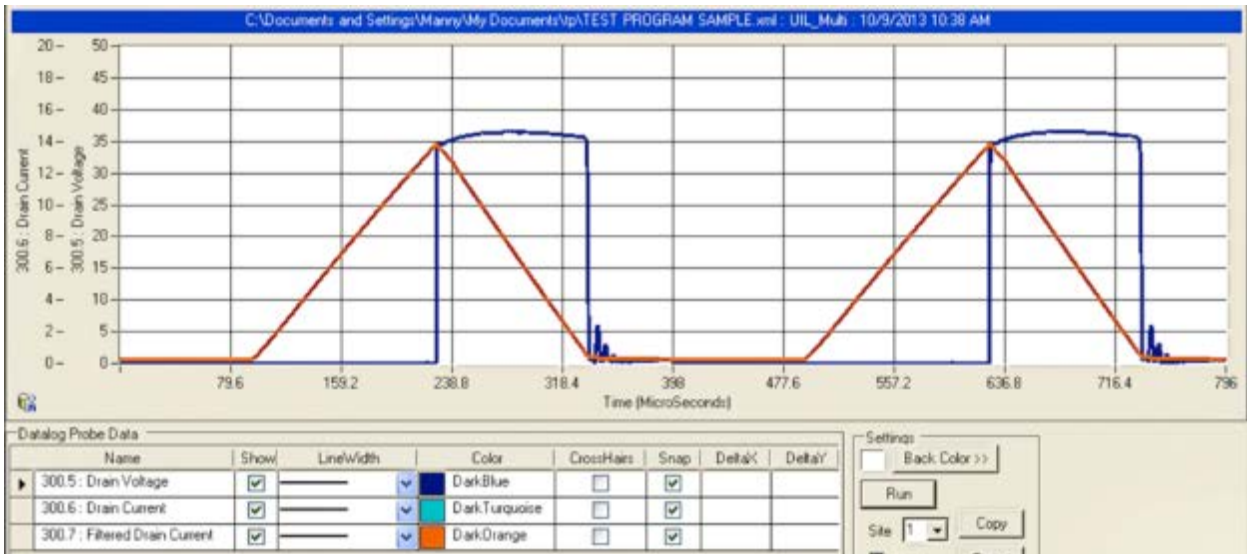 C:\Documents and Settings\Manny\My Documents\tp\TEST PROGRAM SAMPLE.xml : UIL_Multi : 10/9/2013 10:38 AM
300.6 : Drain Current
20
18
16
14
12
10
8
6
4
2
0
300.5 : Drain Voltage
50
45
40
35
30
25
20
15
10
5
0
79.6 159.2 238.8 318.4 398 477.6 557.2 636.8 716.4 796
Time (MicroSeconds)
Datalog Probe Data
Name Show LineWidth Color CrossHairs Snap DeltaX DeltaY
300.5 : Drain Voltage DarkBlue
300.6 : Drain Current DarkTurquoise
300.7 : Filtered Drain Current DarkOrange
Settings
Back Color >>
Run
Site 1 Copy